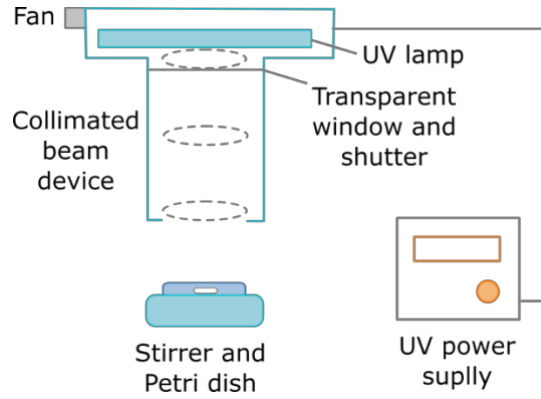 Fan
UV lamp
Transparent
window and
shutter
Collimated
beam
device
Stirrer and
Petri dish
UV power
suplly